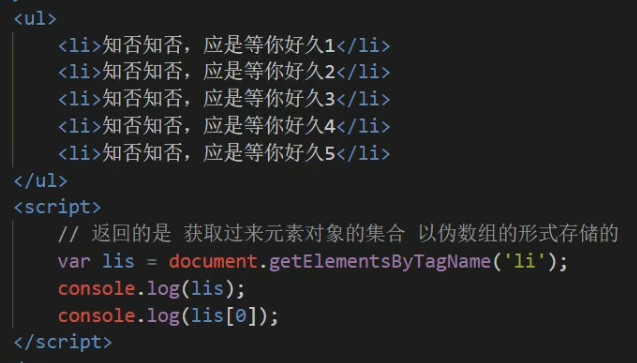 <ul>
<li>知否知否，应是等你好久1</li>
<li>知否知否，应是等你好久2</li>
<li>知否知否，应是等你好久3</li>
<li>知否知否，应是等你好久4</li>
<li>知否知否，应是等你好久5</li>
</ul>
<script>
// 返回的是 获取过来元素对象的集合 以伪数组的形式存储的
var lis = document.getElementsByTagName('li');
console.log(lis);
console.log(lis[0]);
</script>